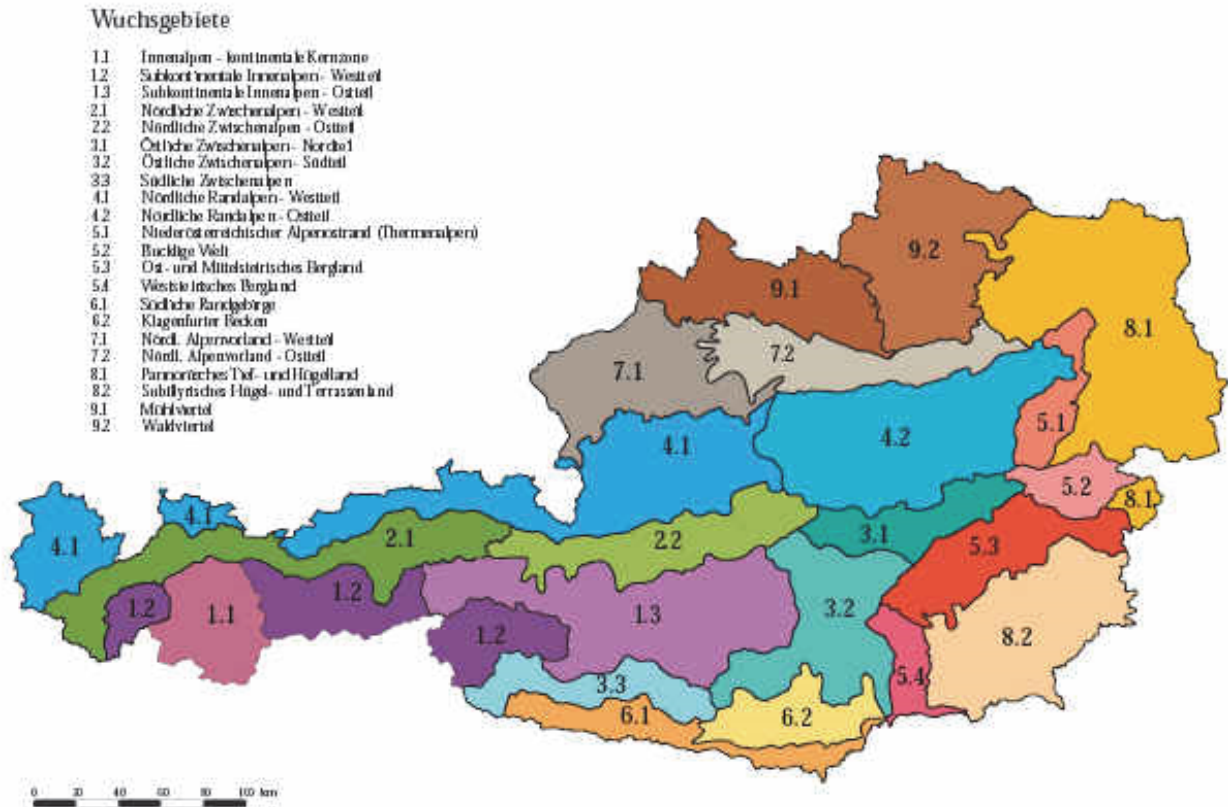 Wuchsgebiete
1.1 Innenalpen - kontinentale Kernzone
1.2 Subkontinentale Innenalpen - Westteil
1.3 Subkontinentale Innenalpen - Ostteil
2.1 Nördliche Zwischenalpen - Westteil
2.2 Nördliche Zwischenalpen - Ostteil
3.1 Östliche Zwischenalpen - Nordteil
3.2 Östliche Zwischenalpen - Südteil
3.3 Südliche Zwischenalpen
4.1 Nördliche Randalpen - Westteil
4.2 Nördliche Randalpen - Ostteil
5.1 Niederösterreichischer Alpenostrand (Thermenalpen)
5.2 Bucklige Welt
5.3 Ost- und Mittelsteirisches Bergland
5.4 Weststeirisches Bergland
6.1 Südliche Randgebirge
6.2 Klagenfurter Becken
7.1 Nördl. Alpenvorland - Westteil
7.2 Nördl. Alpenvorland - Ostteil
8.1 Pannonisches Tief- und Hügelland
8.2 Subillyrisches Hügel- und Terrassenland
9.1 Mühlviertel
9.2 Waldviertel
9.2
9.1
8.1
7.2
7.1
5.1
4.1
4.2
5.2
8.1
4.1
4.1
2.1
2.2
3.1
5.3
1.2
1.1
1.2
1.2
1.3
3.2
8.2
3.3
5.4
6.1
6.2
0 20 40 60 80 100 km